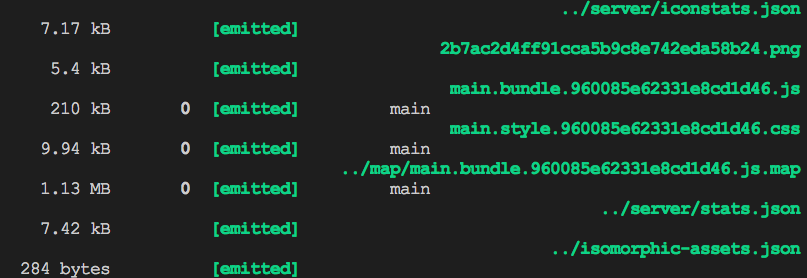 ../server/iconstats.json
7.17 kB [emitted]
2b7ac2d4ff91cca5b9c8e742eda58b24.png
5.4 kB [emitted]
main.bundle.960085e62331e8cd1d46.js
210 kB 0 [emitted] main
main.style.960085e62331e8cd1d46.css
9.94 kB 0 [emitted] main
../map/main.bundle.960085e62331e8cd1d46.js.map
1.13 MB 0 [emitted] main
../server/stats.json
7.42 kB [emitted]
../isomorphic-assets.json
284 bytes [emitted]